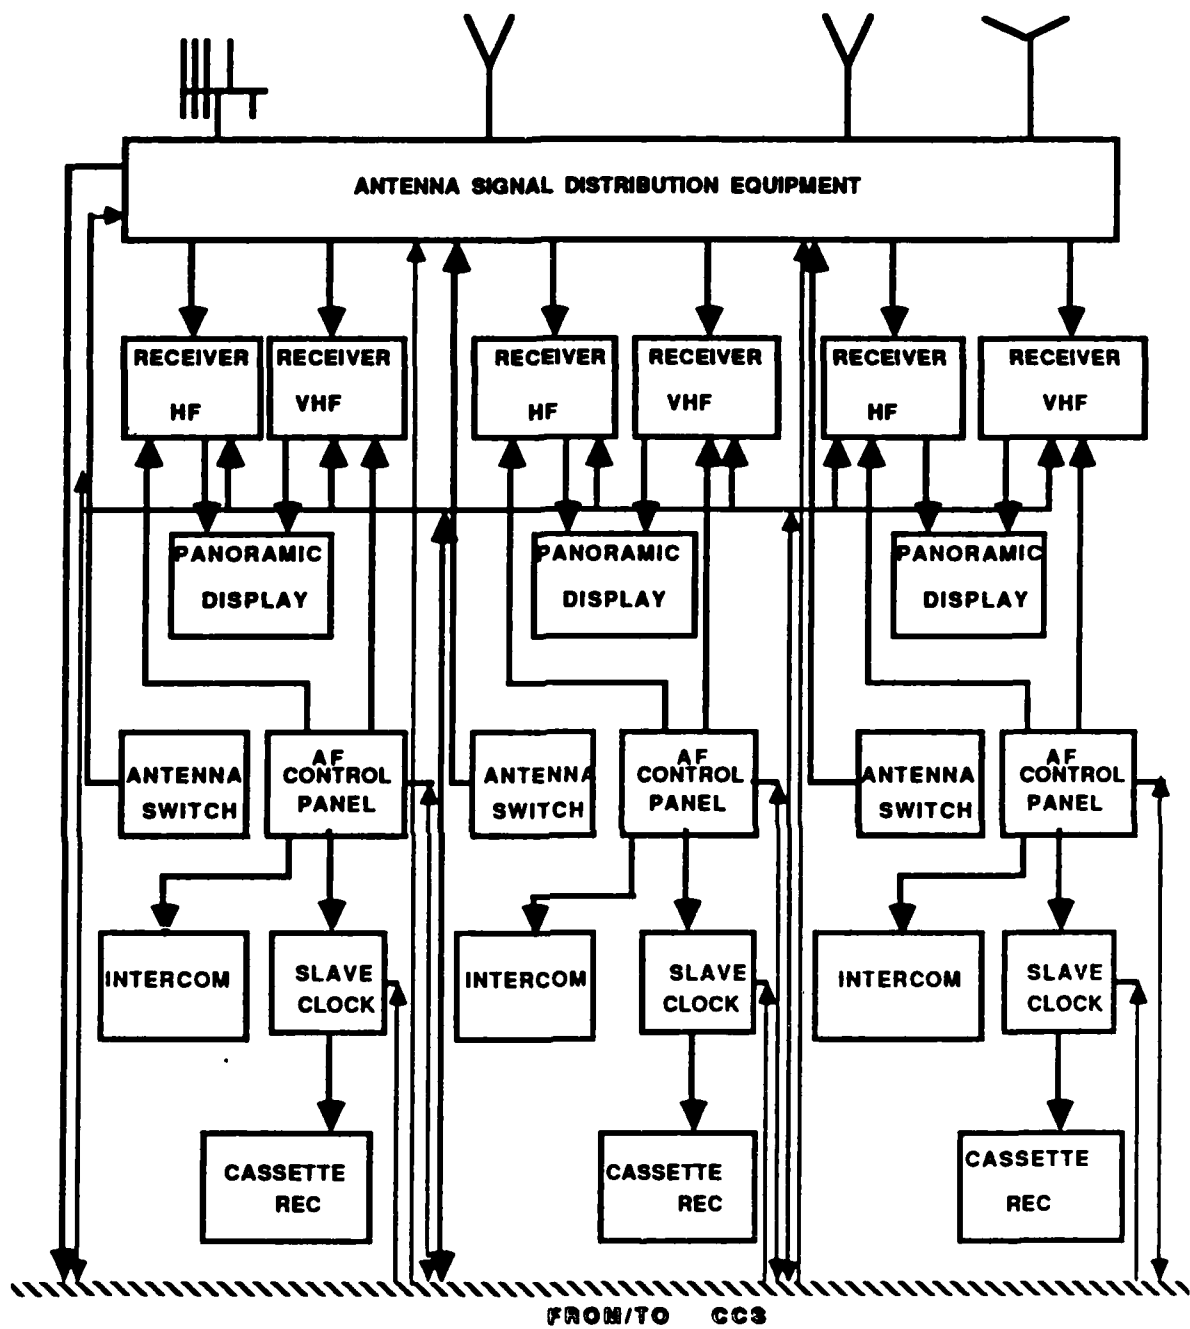 ANTENNA SIGNAL DISTRIBUTION EQUIPMENT
RECEIVER
HF
RECEIVER
VHF
RECEIVER
HF
RECEIVER
VHF
RECEIVER
HF
RECEIVER
VHF
PANORAMIC
DISPLAY
PANORAMIC
DISPLAY
PANORAMIC
DISPLAY
ANTENNA
SWITCH
AF
CONTROL
PANEL
ANTENNA
SWITCH
AF
CONTROL
PANEL
ANTENNA
SWITCH
AF
CONTROL
PANEL
INTERCOM
SLAVE
CLOCK
INTERCOM
SLAVE
CLOCK
INTERCOM
SLAVE
CLOCK
CASSETTE
REC
CASSETTE
REC
CASSETTE
REC
FROM/TO CCS